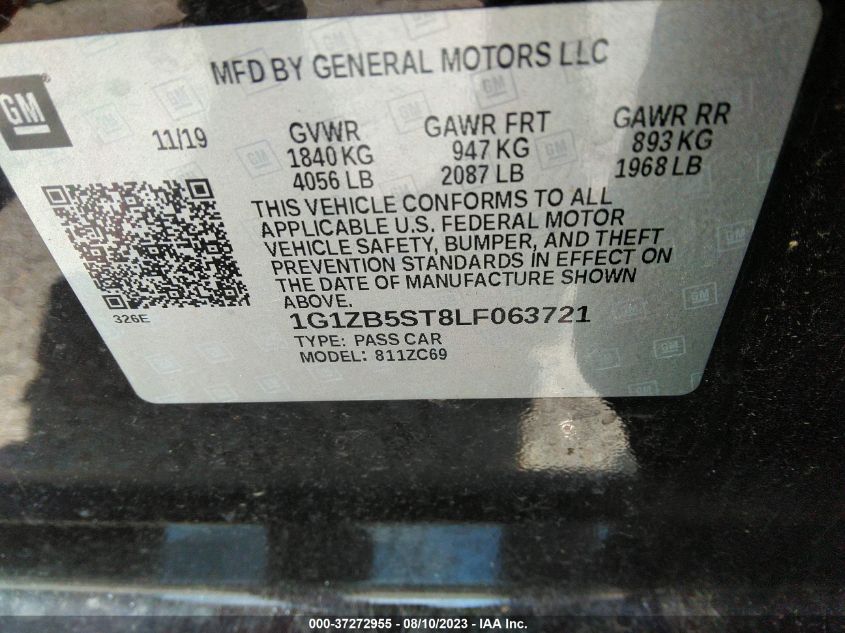 MFD BY GENERAL MOTORS LLC
GM
11/19 GVWR GAWR FRT GAWR RR
1840 KG 947 KG 893 KG
4056 LB 2087 LB 1968 LB
THIS VEHICLE CONFORMS TO ALL
APPLICABLE U.S. FEDERAL MOTOR
VEHICLE SAFETY, BUMPER, AND THEFT
PREVENTION STANDARDS IN EFFECT ON
THE DATE OF MANUFACTURE SHOWN
ABOVE.
326E
1G1ZB5ST8LF063721
TYPE: PASS CAR
MODEL: 811ZC69
000-37272955 — 08/10/2023 — IAA Inc.